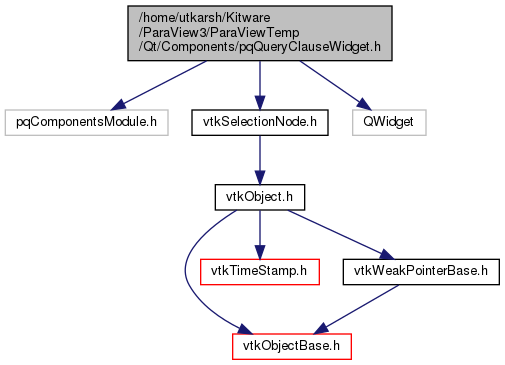 /home/utkarsh/Kitware
/ParaView3/ParaViewTemp
/Qt/Components/pqQueryClauseWidget.h
pqComponentsModule.h
vtkSelectionNode.h
QWidget
vtkObject.h
vtkTimeStamp.h
vtkWeakPointerBase.h
vtkObjectBase.h